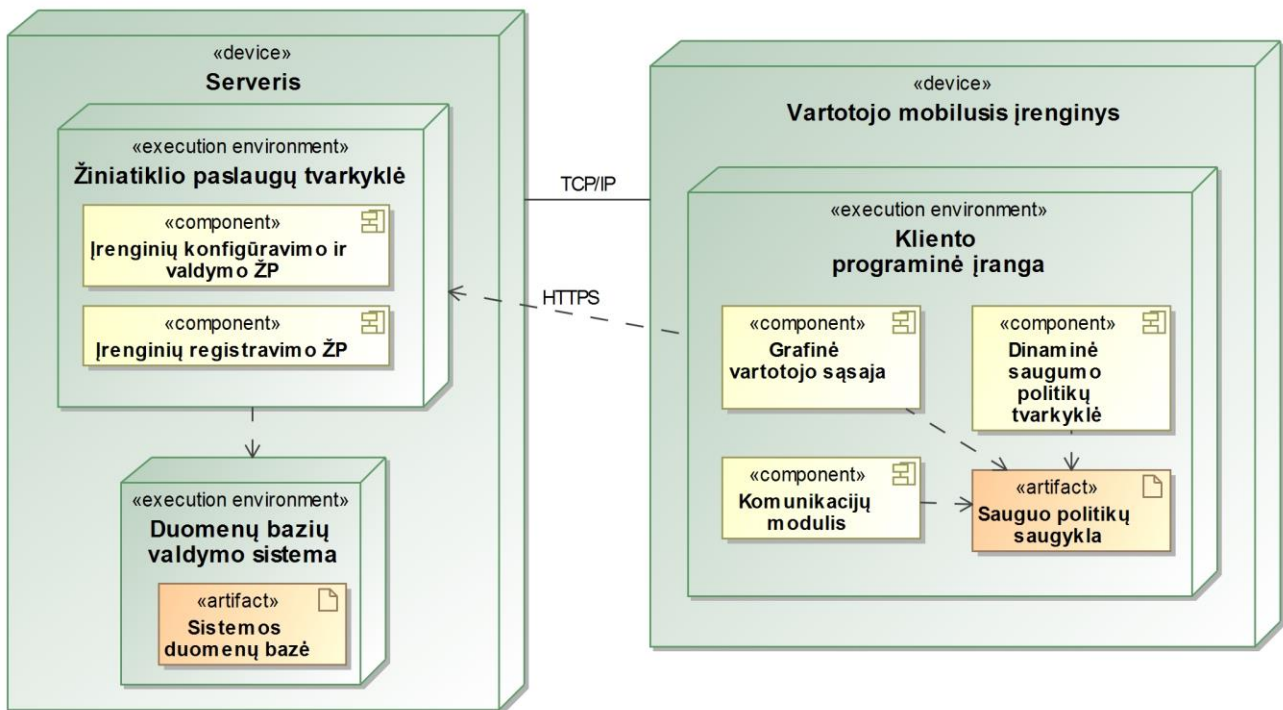 «device»
Serveris
«execution environment»
Žiniatiklio paslaugų tvarkyklė
«component»
Įrenginių konfigūravimo ir
valdymo ŽP
«component»
Įrenginių registravimo ŽP
«execution environment»
Duomenų bazių
valdymo sistema
«artifact»
Sistemos
duomenų bazė
TCP/IP
HTTPS
«device»
Vartotojo mobilusis įrenginys
«execution environment»
Kliento
programinė įranga
«component»
Grafinė
vartotojo sąsaja
«component»
Dinaminė
saugumo
politikų
tvarkyklė
«component»
Komunikacijų
modulis
«artifact»
Sauguo politikų
saugykla